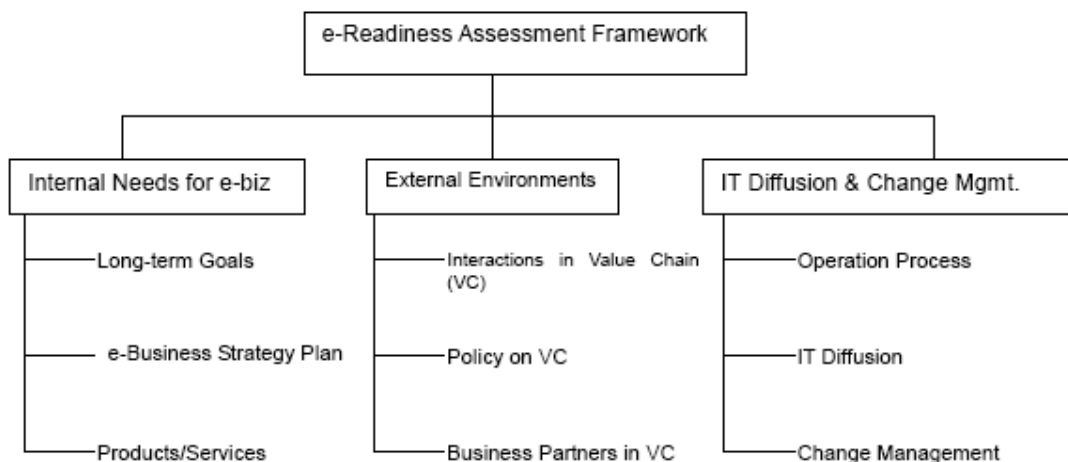 e-Readiness Assessment Framework
Internal Needs for e-biz
External Environments
IT Diffusion & Change Mgmt.
Long-term Goals
Interactions in Value Chain
(VC)
Operation Process
e-Business Strategy Plan
Policy on VC
IT Diffusion
Products/Services
Business Partners in VC
Change Management